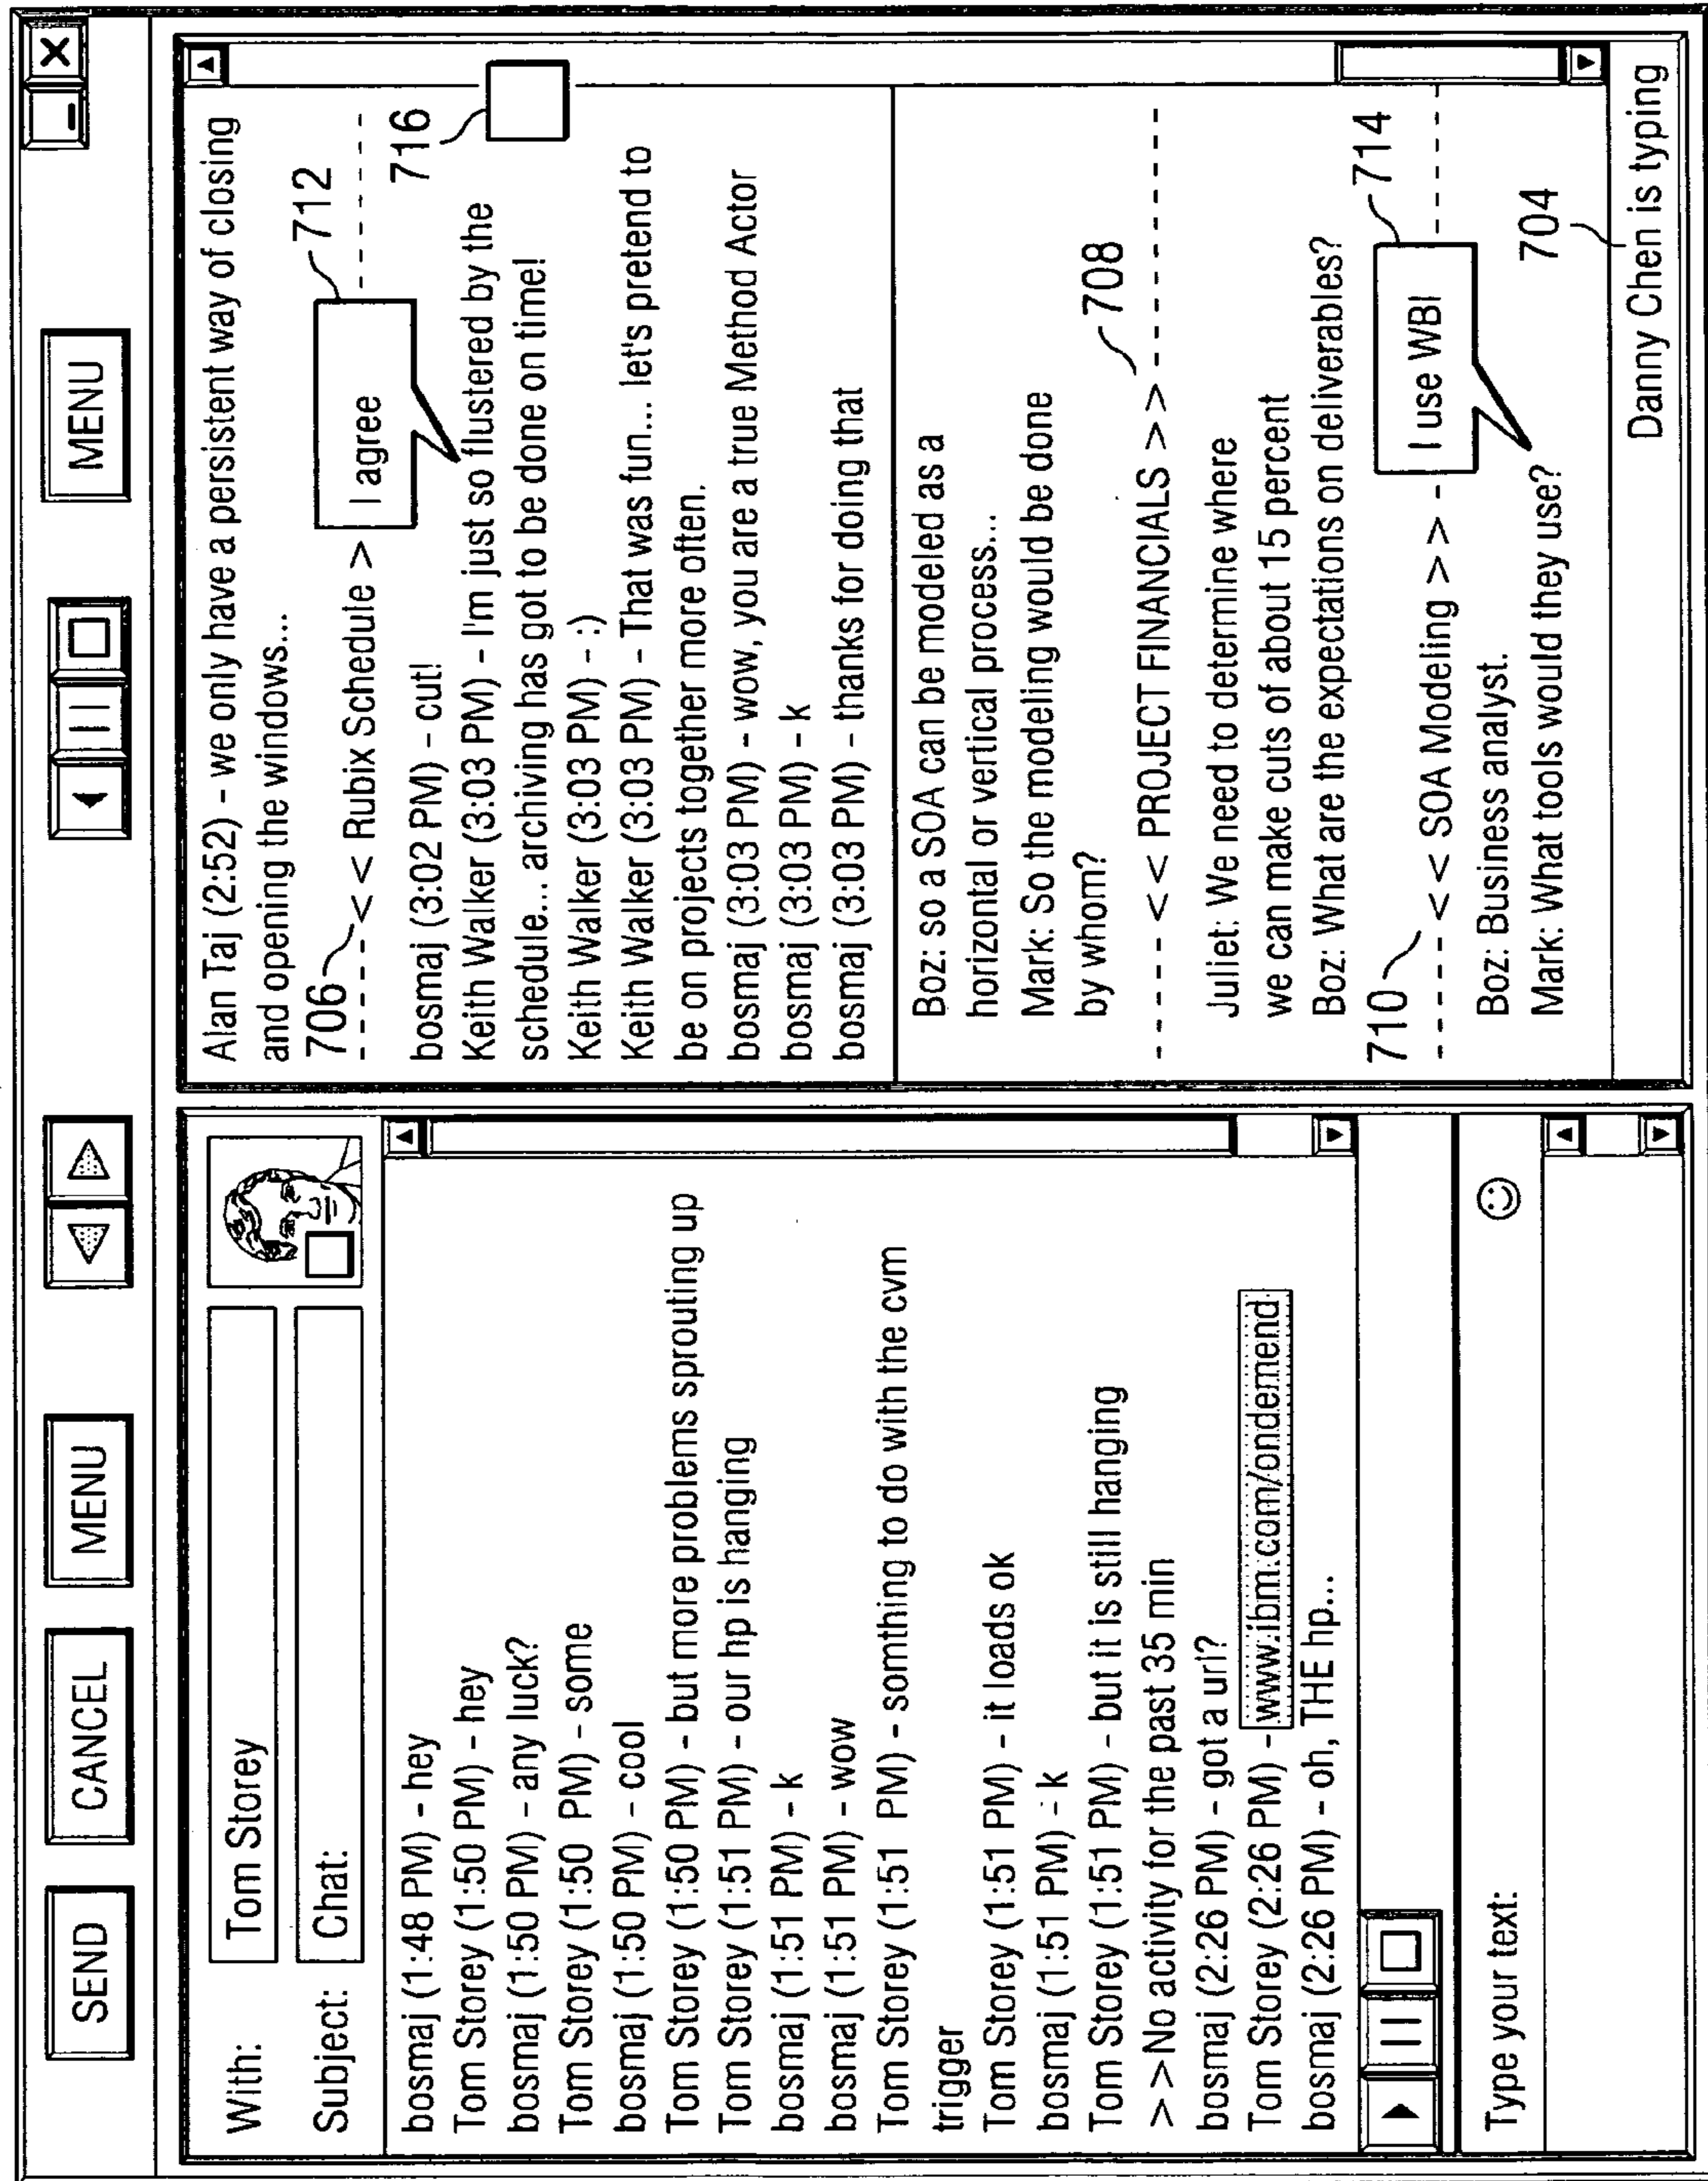 SEND CANCEL MENU MENU X
With: Tom Storey
Subject: Chat:
bosmaj (1:48 PM) – hey
Tom Storey (1:50 PM) – hey
bosmaj (1:50 PM) – any luck?
Tom Storey (1:50 PM) – some
bosmaj (1:50 PM) – cool
Tom Storey (1:50 PM) – but more problems sprouting up
Tom Storey (1:51 PM) – our hp is hanging
bosmaj (1:51 PM) – k
bosmaj (1:51 PM) – wow
Tom Storey (1:51 PM) – somthing to do with the cvm
trigger
Tom Storey (1:51 PM) – it loads ok
bosmaj (1:51 PM) – k
Tom Storey (1:51 PM) – but it is still hanging
> > No activity for the past 35 min
bosmaj (2:26 PM) – got a url?
Tom Storey (2:26 PM) – www.ibm.com/ondemend
bosmaj (2:26 PM) – oh, THE hp...
Type your text:
Alan Taj (2:52) – we only have a persistent way of closing
and opening the windows...
706 712
----- < < Rubix Schedule > I agree -----
716
bosmaj (3:02 PM) – cut!
Keith Walker (3:03 PM) – I'm just so flustered by the
schedule... archiving has got to be done on time!
Keith Walker (3:03 PM) – :)
Keith Walker (3:03 PM) – That was fun... let's pretend to
be on projects together more often.
bosmaj (3:03 PM) – wow, you are a true Method Actor
bosmaj (3:03 PM) – k
bosmaj (3:03 PM) – thanks for doing that
Boz: so a SOA can be modeled as a
horizontal or vertical process...
Mark: So the modeling would be done
by whom?
708
----- < < PROJECT FINANCIALS > > ---------
Juliet: We need to determine where
we can make cuts of about 15 percent
Boz: What are the expectations on deliverables?
710 714
----- < < SOA Modeling > > - I use WBI -----
Boz: Business analyst.
Mark: What tools would they use?
704
Danny Chen is typing